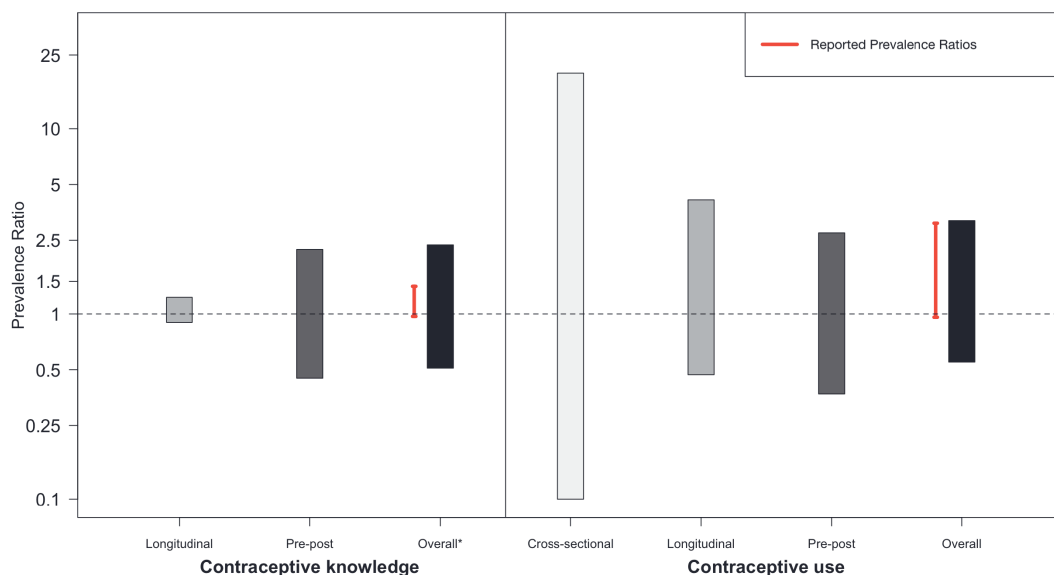 Reported Prevalence Ratios
Prevalence Ratio
25
10
5
2.5
1.5
1
0.5
0.25
0.1
Longitudinal Pre-post Overall* Cross-sectional Longitudinal Pre-post Overall
Contraceptive knowledge Contraceptive use